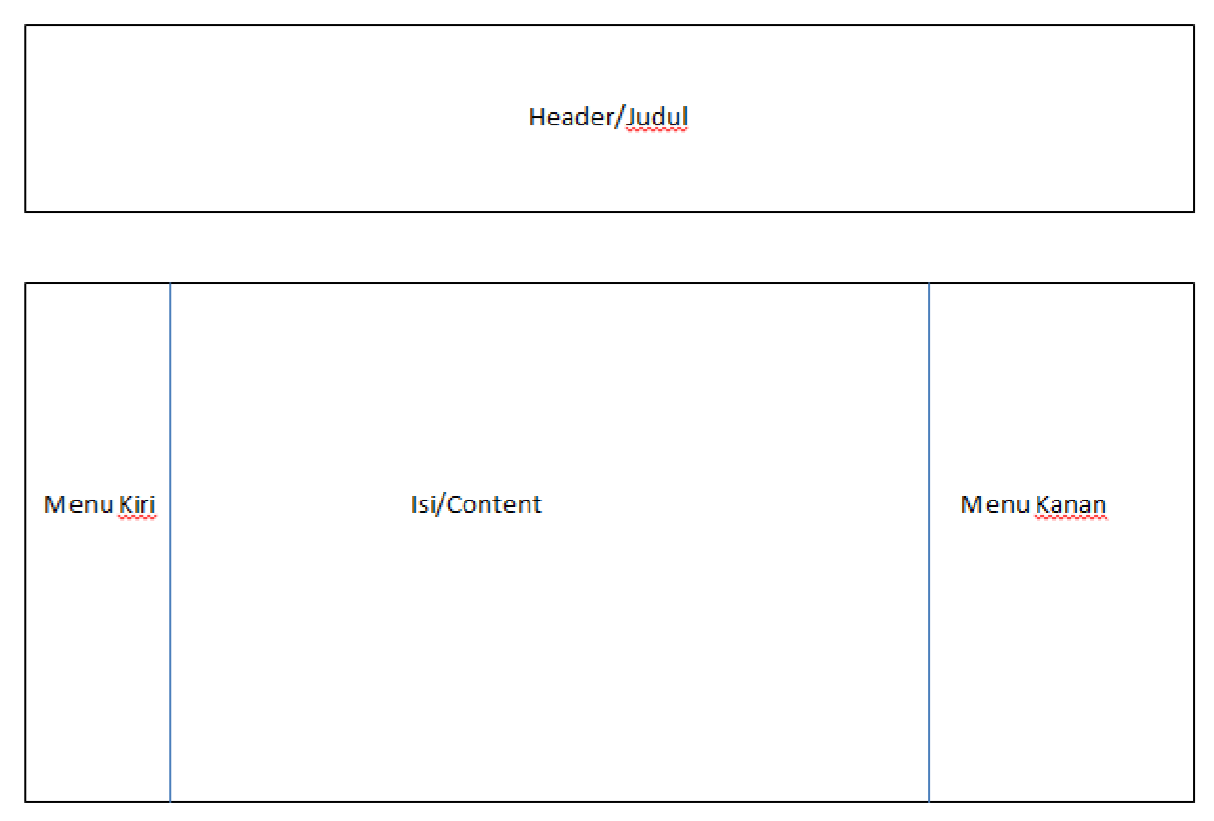 Header/Judul
Menu Kiri
Isi/Content
Menu Kanan